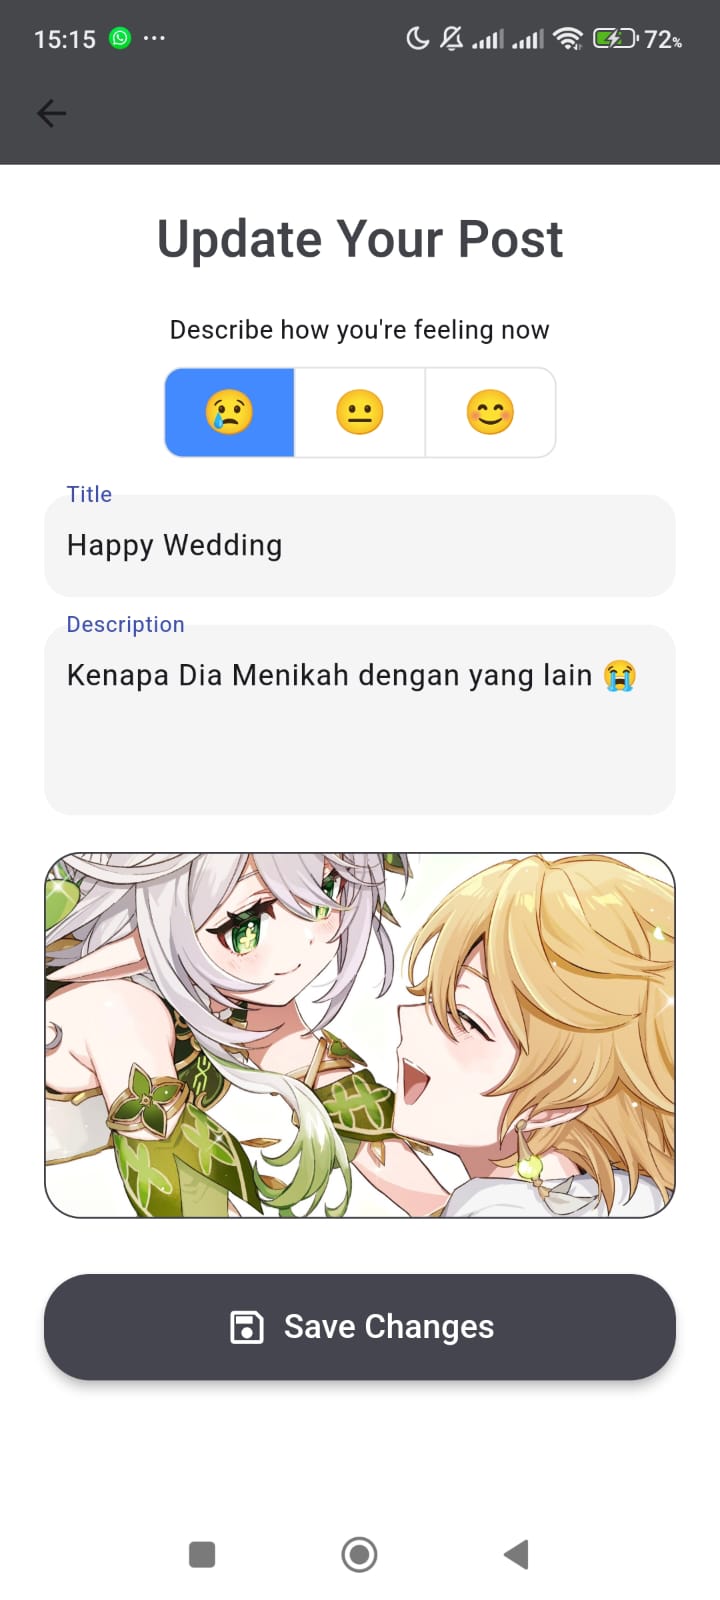 15:15
72%
Update Your Post
Describe how you're feeling now
Title
Happy Wedding
Description
Kenapa Dia Menikah dengan yang lain 😭
Save Changes